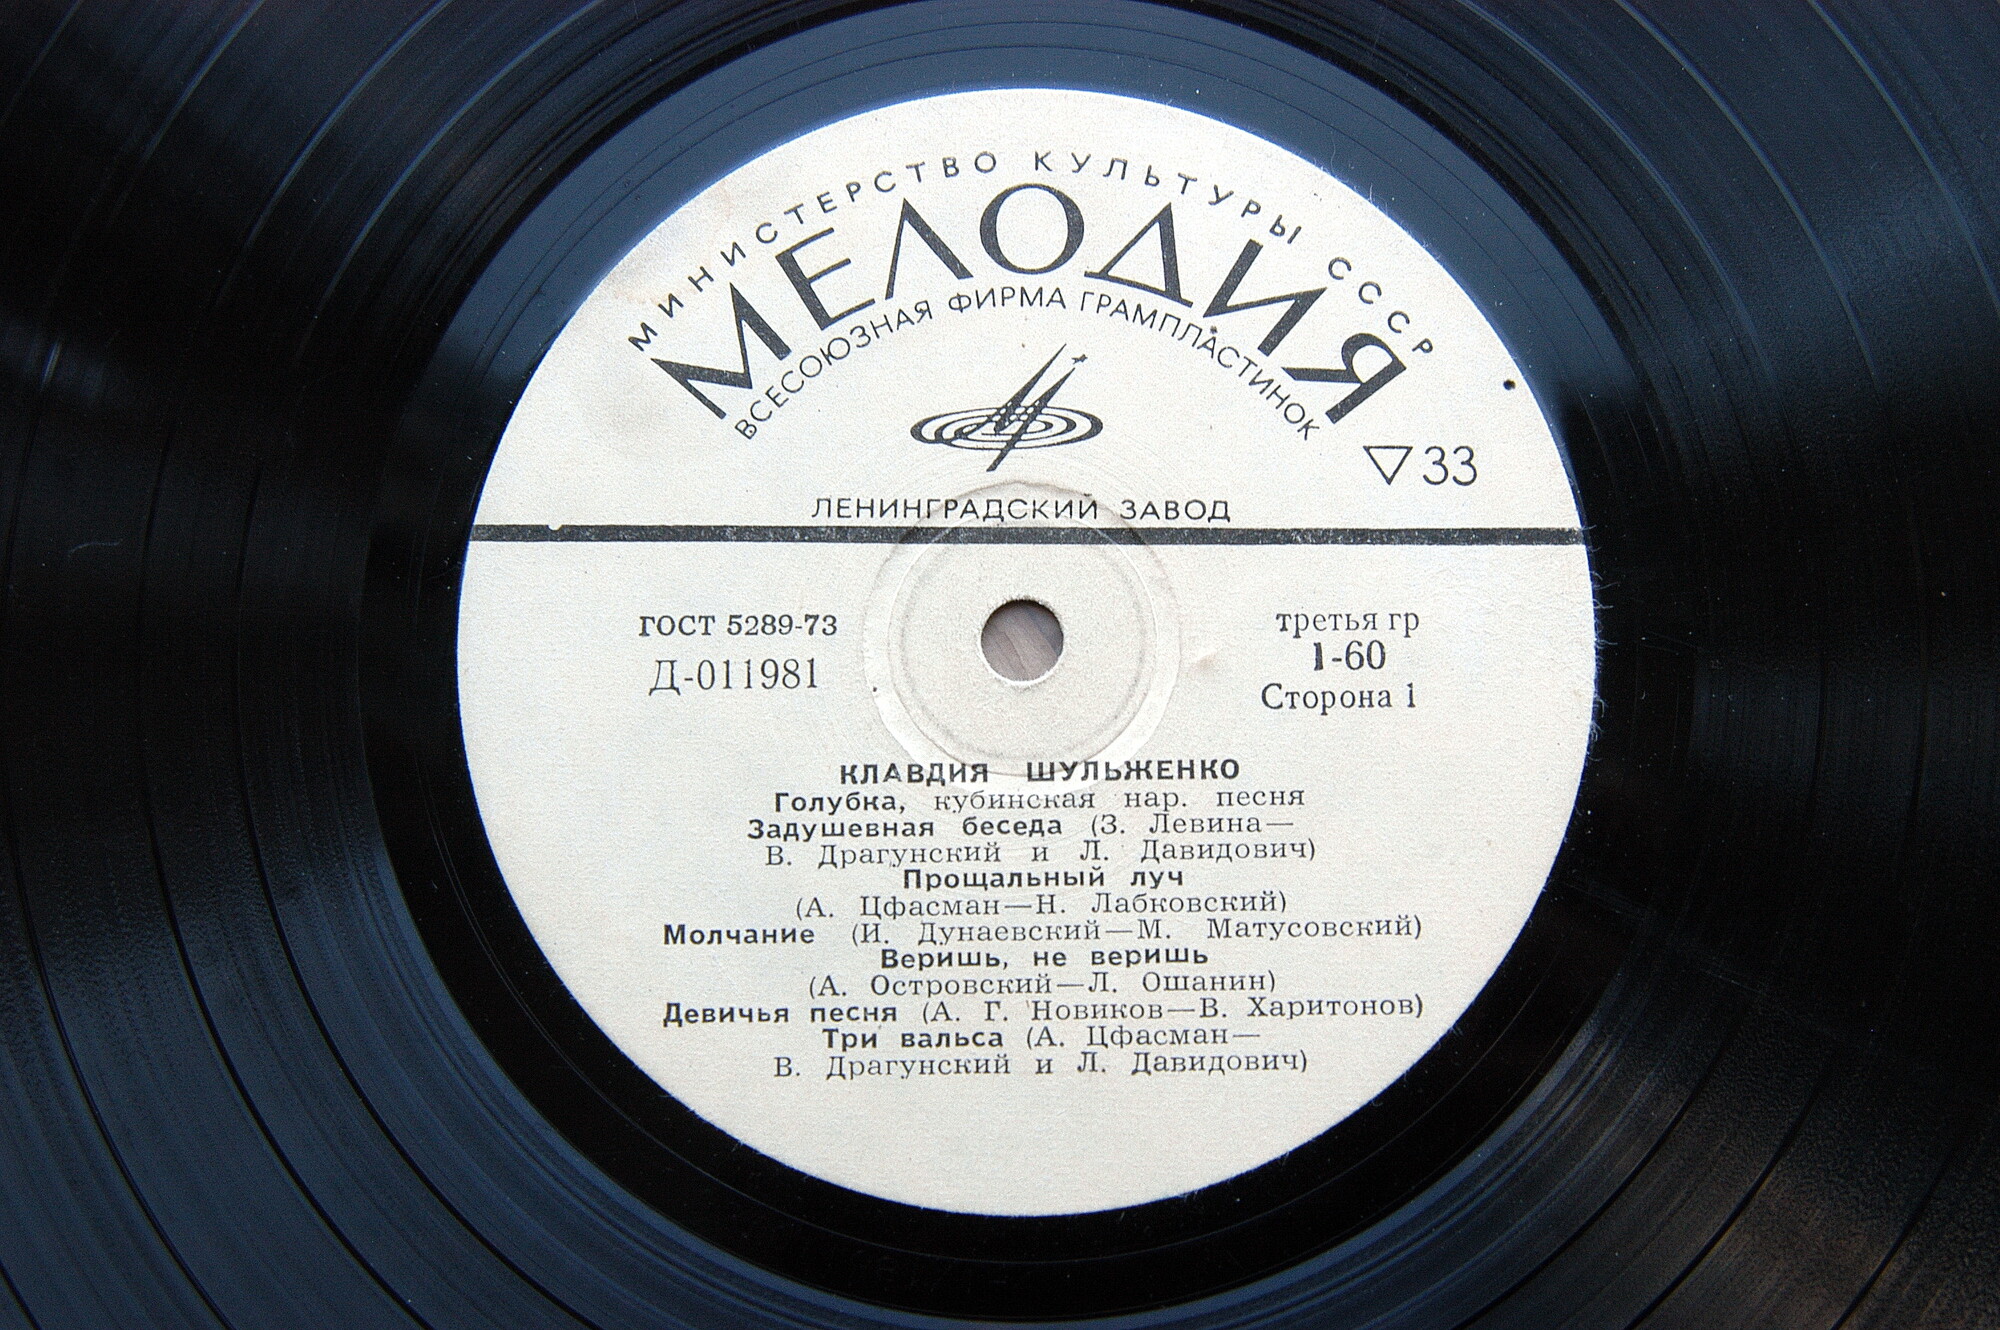 МИНИСТЕРСТВО КУЛЬТУРЫ СССР
МЕЛОДИЯ
ВСЕСОЮЗНАЯ ФИРМА ГРАМПЛАСТИНОК
33
ЛЕНИНГРАДСКИЙ ЗАВОД
ГОСТ 5289-73
Д-011981
третья гр
1-60
Сторона 1
КЛАВДИЯ ШУЛЬЖЕНКО
Голубка, кубинская нар. песня
Задушевная беседа (З. Левина—
В. Драгунский и Л. Давидович)
Прощальный луч
(А. Цфасман—Н. Лабковский)
Молчание (И. Дунаевский—М. Матусовский)
Веришь, не веришь
(А. Островский—Л. Ошанин)
Девичья песня (А. Г. Новиков—В. Харитонов)
Три вальса (А. Цфасман—
В. Драгунский и Л. Давидович)